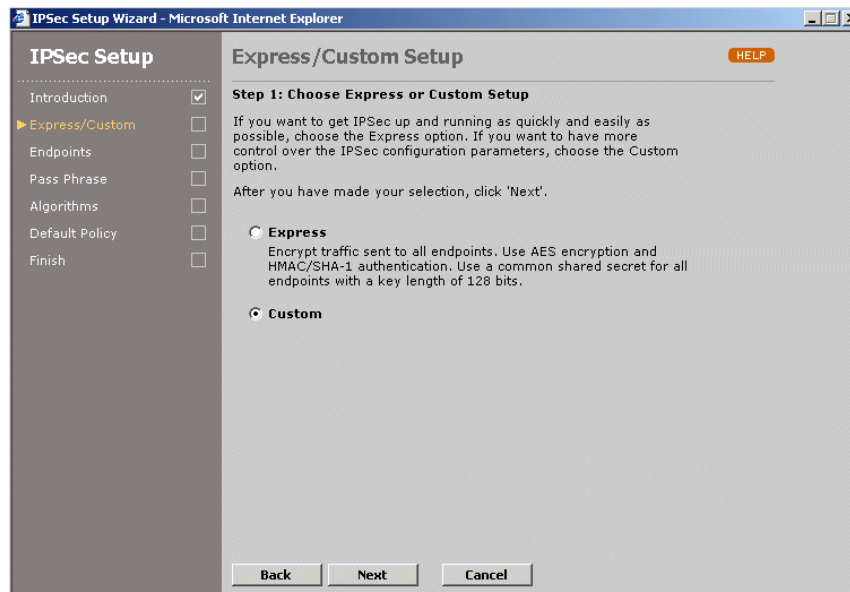 IPSec Setup Wizard - Microsoft Internet Explorer
IPSec Setup
Introduction
Express/Custom
Endpoints
Pass Phrase
Algorithms
Default Policy
Finish
Express/Custom Setup
HELP
Step 1: Choose Express or Custom Setup
If you want to get IPSec up and running as quickly and easily as
possible, choose the Express option. If you want to have more
control over the IPSec configuration parameters, choose the Custom
option.
After you have made your selection, click 'Next'.
Express
Encrypt traffic sent to all endpoints. Use AES encryption and
HMAC/SHA-1 authentication. Use a common shared secret for all
endpoints with a key length of 128 bits.
Custom
Back
Next
Cancel